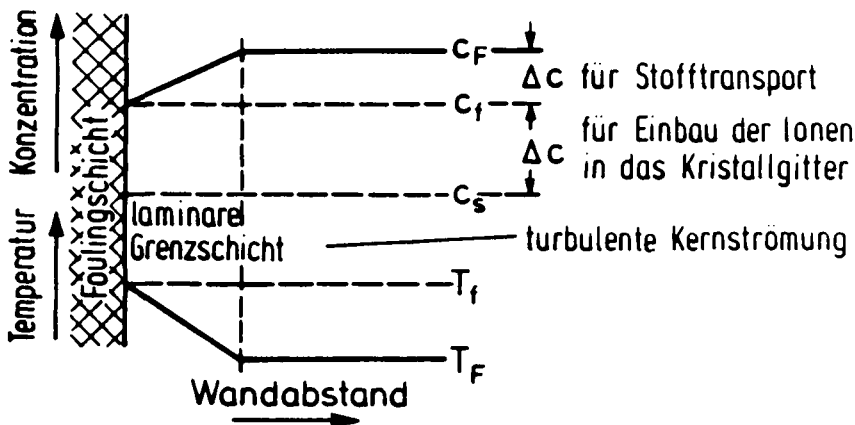 Konzentration
Temperatur
Foulingschicht
c_F
Δc für Stofftransport
c_f
Δc für Einbau der Ionen
in das Kristallgitter
c_s
laminare
Grenzschicht
turbulente Kernströmung
T_f
T_F
Wandabstand